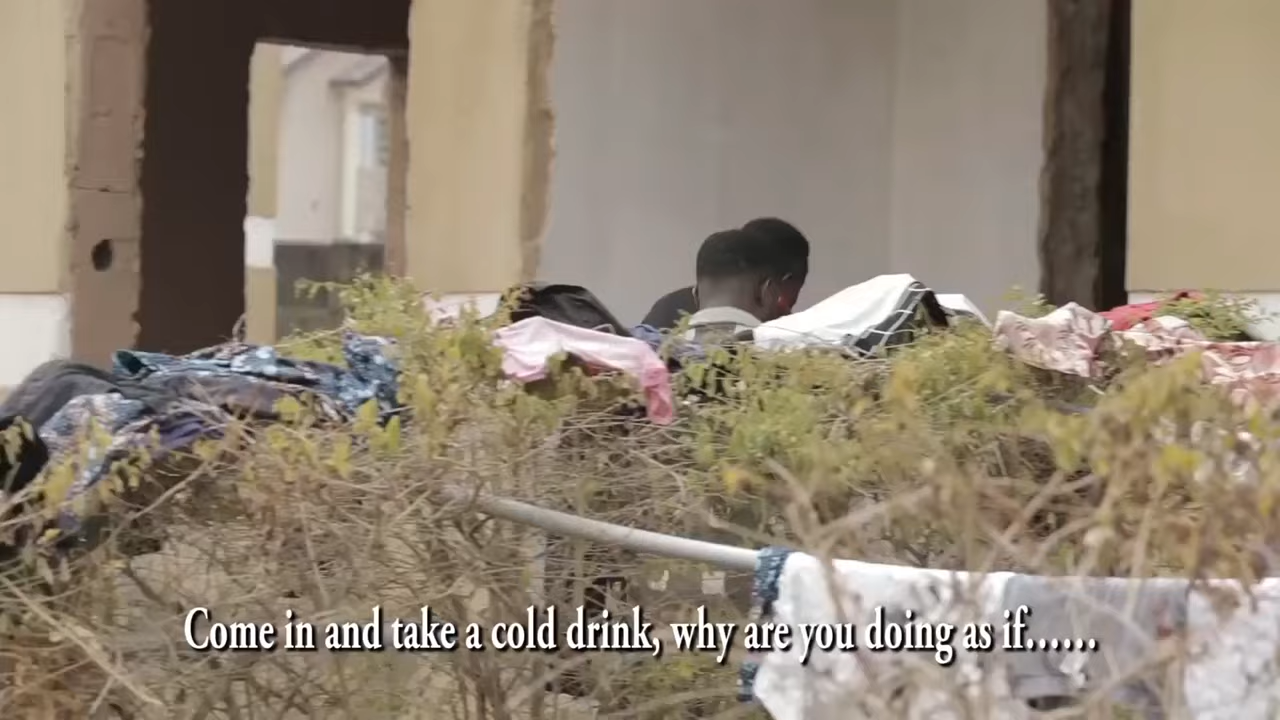 Come in and take a cold drink, why are you doing as if......